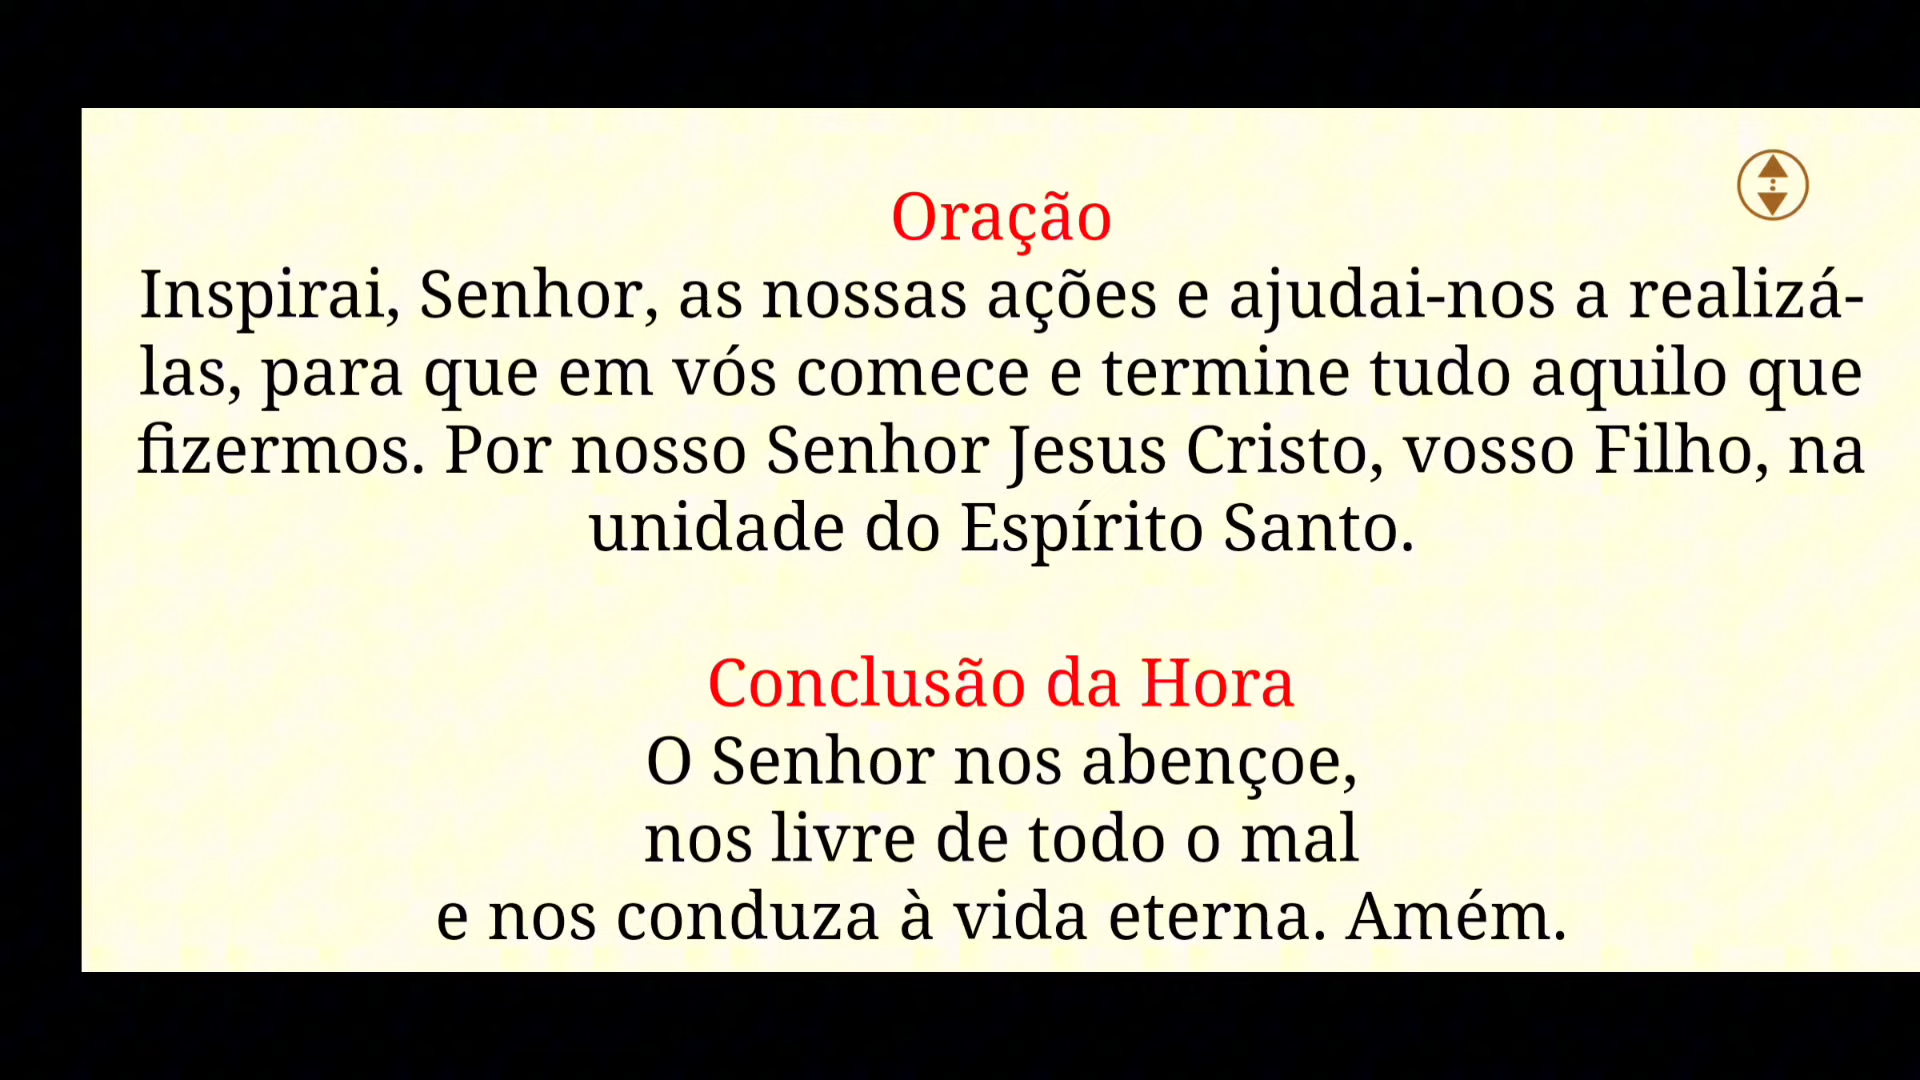 Oração
Inspirai, Senhor, as nossas ações e ajudai-nos a realizá-
las, para que em vós comece e termine tudo aquilo que
fizermos. Por nosso Senhor Jesus Cristo, vosso Filho, na
unidade do Espírito Santo.
Conclusão da Hora
O Senhor nos abençoe,
nos livre de todo o mal
e nos conduza à vida eterna. Amém.